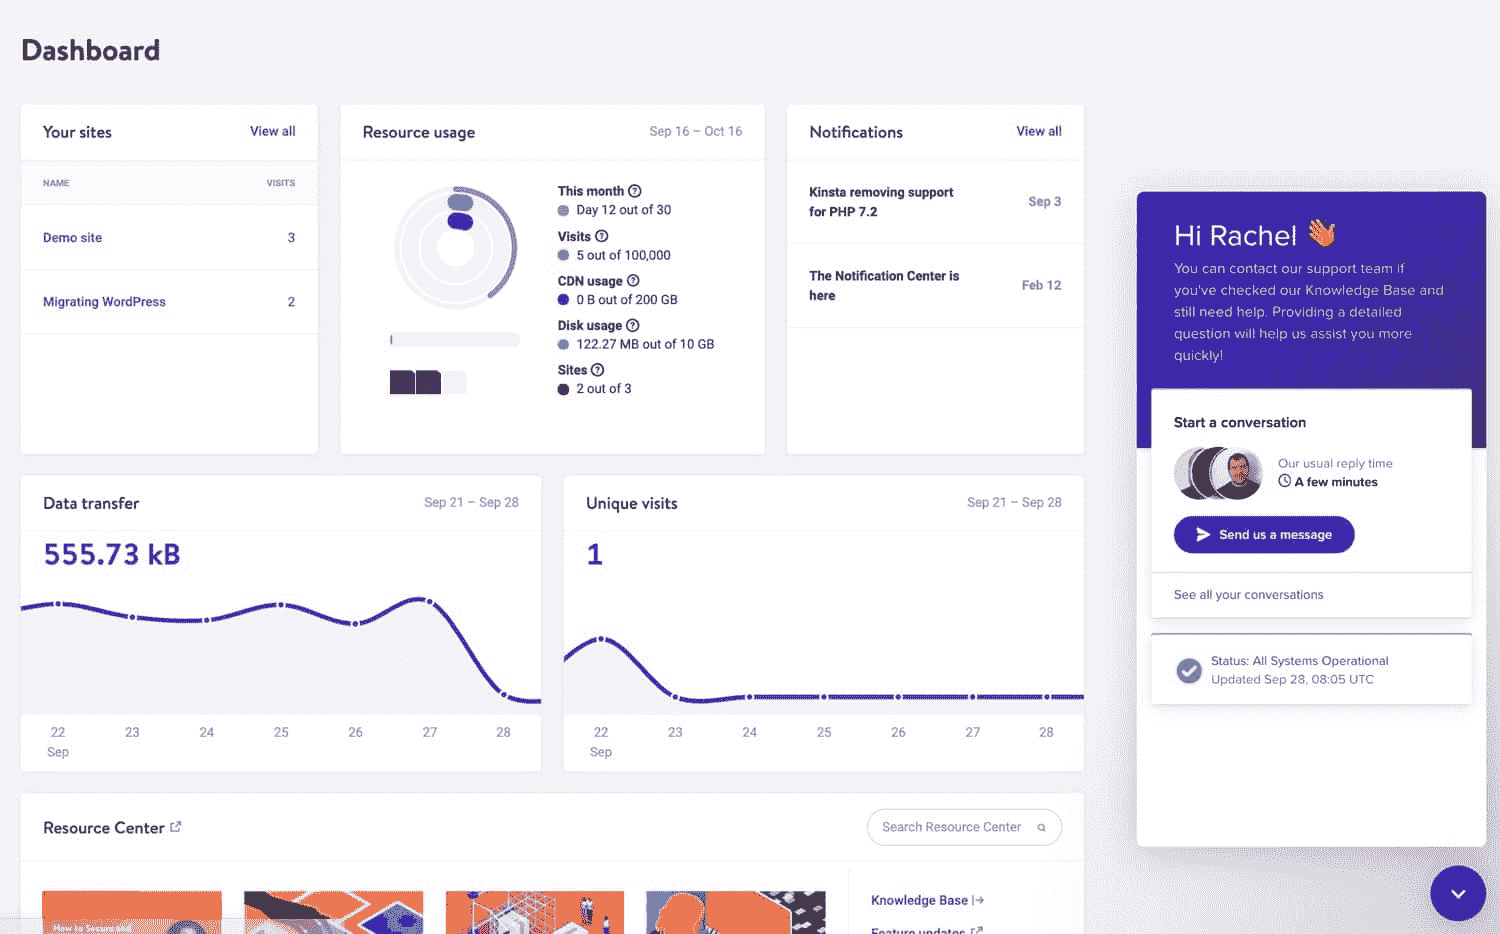 Dashboard
Your sites
View all
NAME
VISITS
Demo site
3
Migrating WordPress
2
Resource usage
Sep 16 – Oct 16
This month
Day 12 out of 30
Visits
5 out of 100,000
CDN usage
0 B out of 200 GB
Disk usage
122.27 MB out of 10 GB
Sites
2 out of 3
Notifications
View all
Kinsta removing support
for PHP 7.2
Sep 3
The Notification Center is
here
Feb 12
Hi Rachel
You can contact our support team if
you've checked our Knowledge Base and
still need help. Providing a detailed
question will help us assist you more
quickly!
Start a conversation
Our usual reply time
A few minutes
Send us a message
See all your conversations
Status: All Systems Operational
Updated Sep 28, 08:05 UTC
Data transfer
Sep 21 – Sep 28
555.73 kB
22 23 24 25 26 27 28
Sep
Unique visits
Sep 21 – Sep 28
1
22 23 24 25 26 27 28
Sep
Resource Center
Search Resource Center
How to Secure
Knowledge Base
Feature updates